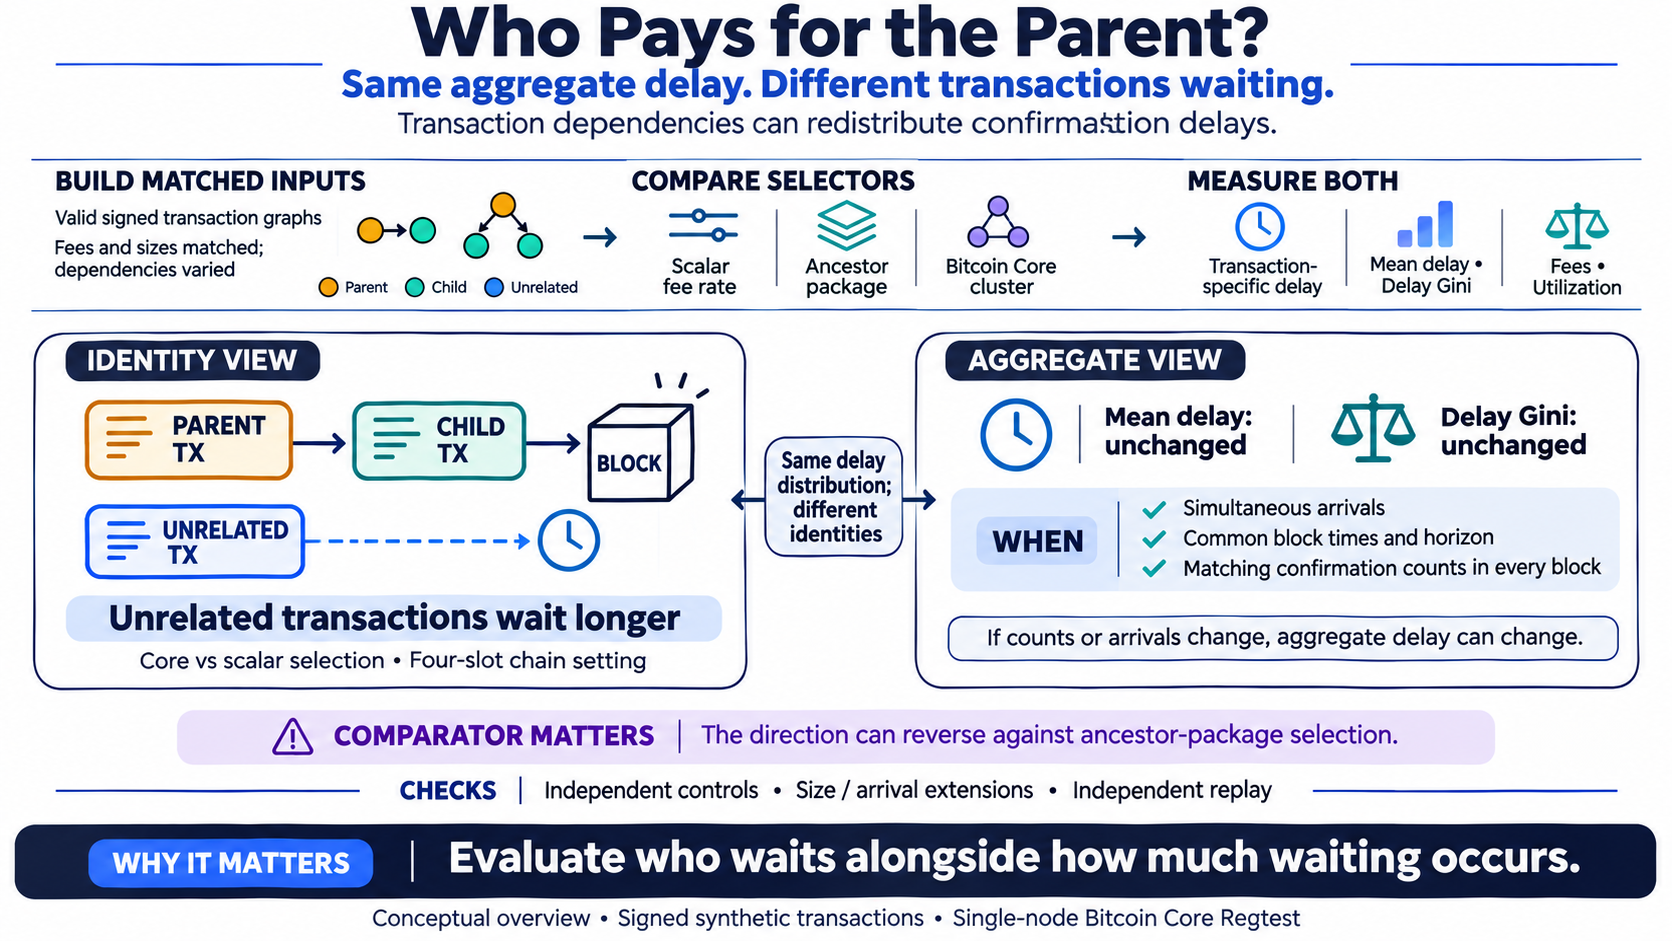 Who Pays for the Parent?
Same aggregate delay. Different transactions waiting.
Transaction dependencies can redistribute confirmation delays.
BUILD MATCHED INPUTS
Valid signed transaction graphs
Fees and sizes matched;
dependencies varied
Parent
Child
Unrelated
COMPARE SELECTORS
Scalar
fee rate
Ancestor
package
Bitcoin Core
cluster
MEASURE BOTH
Transaction-
specific delay
Mean delay •
Delay Gini
Fees •
Utilization
IDENTITY VIEW
PARENT
TX
CHILD
TX
BLOCK
UNRELATED
TX
Unrelated transactions wait longer
Core vs scalar selection • Four-slot chain setting
Same delay
distribution;
different
identities
AGGREGATE VIEW
Mean delay:
unchanged
Delay Gini:
unchanged
WHEN
Simultaneous arrivals
Common block times and horizon
Matching confirmation counts in every block
If counts or arrivals change, aggregate delay can change.
COMPARATOR MATTERS
The direction can reverse against ancestor-package selection.
CHECKS
Independent controls • Size / arrival extensions • Independent replay
WHY IT MATTERS
Evaluate who waits alongside how much waiting occurs.
Conceptual overview • Signed synthetic transactions • Single-node Bitcoin Core Regtest